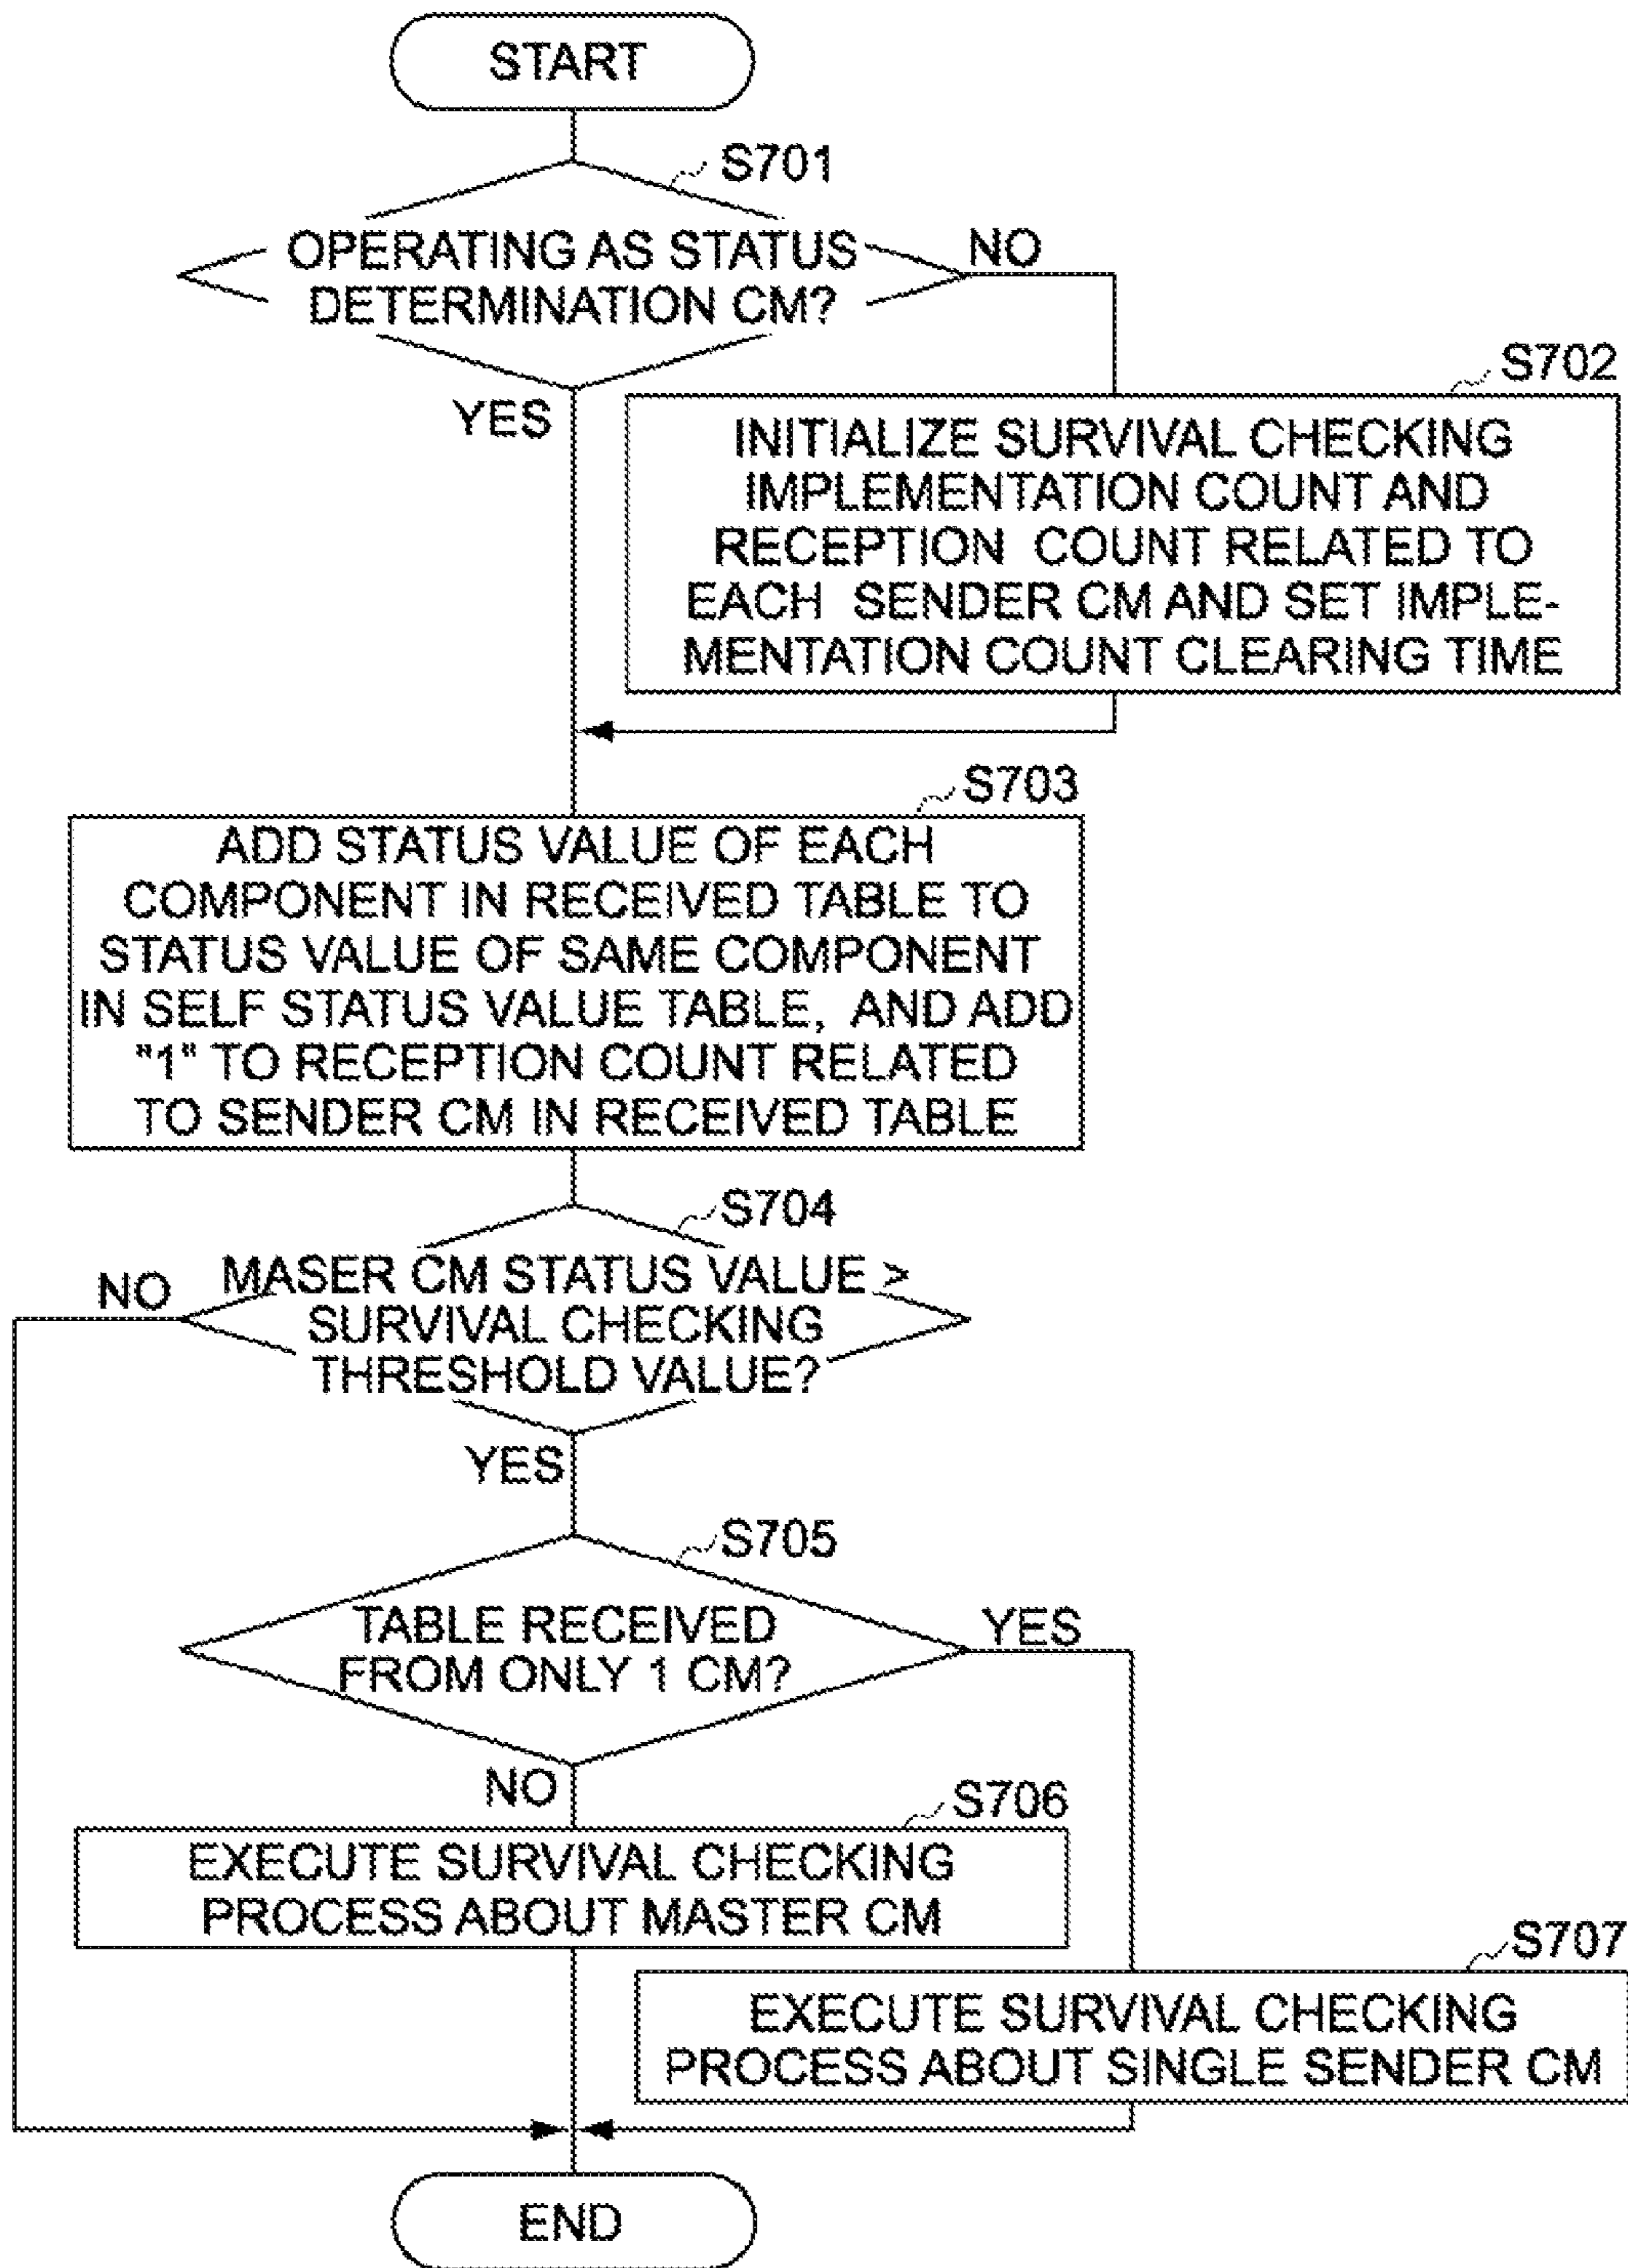 START
S701
OPERATING AS STATUS
DETERMINATION CM?
NO
YES
S702
INITIALIZE SURVIVAL CHECKING
IMPLEMENTATION COUNT AND
RECEPTION COUNT RELATED TO
EACH SENDER CM AND SET IMPLE-
MENTATION COUNT CLEARING TIME
S703
ADD STATUS VALUE OF EACH
COMPONENT IN RECEIVED TABLE TO
STATUS VALUE OF SAME COMPONENT
IN SELF STATUS VALUE TABLE, AND ADD
"1" TO RECEPTION COUNT RELATED
TO SENDER CM IN RECEIVED TABLE
S704
NO
MASER CM STATUS VALUE >
SURVIVAL CHECKING
THRESHOLD VALUE?
YES
S705
TABLE RECEIVED
FROM ONLY 1 CM?
YES
NO
S706
EXECUTE SURVIVAL CHECKING
PROCESS ABOUT MASTER CM
S707
EXECUTE SURVIVAL CHECKING
PROCESS ABOUT SINGLE SENDER CM
END